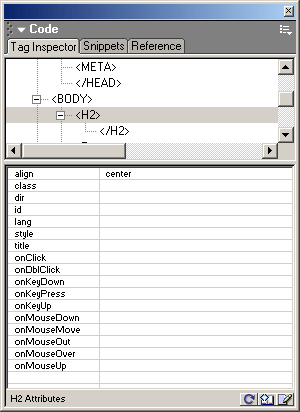 Code
Tag Inspector Snippets Reference
<META>
</HEAD>
<BODY>
<H2>
</H2>
align center
class
dir
id
lang
style
title
onClick
onDblClick
onKeyDown
onKeyPress
onKeyUp
onMouseDown
onMouseMove
onMouseOut
onMouseOver
onMouseUp
H2 Attributes